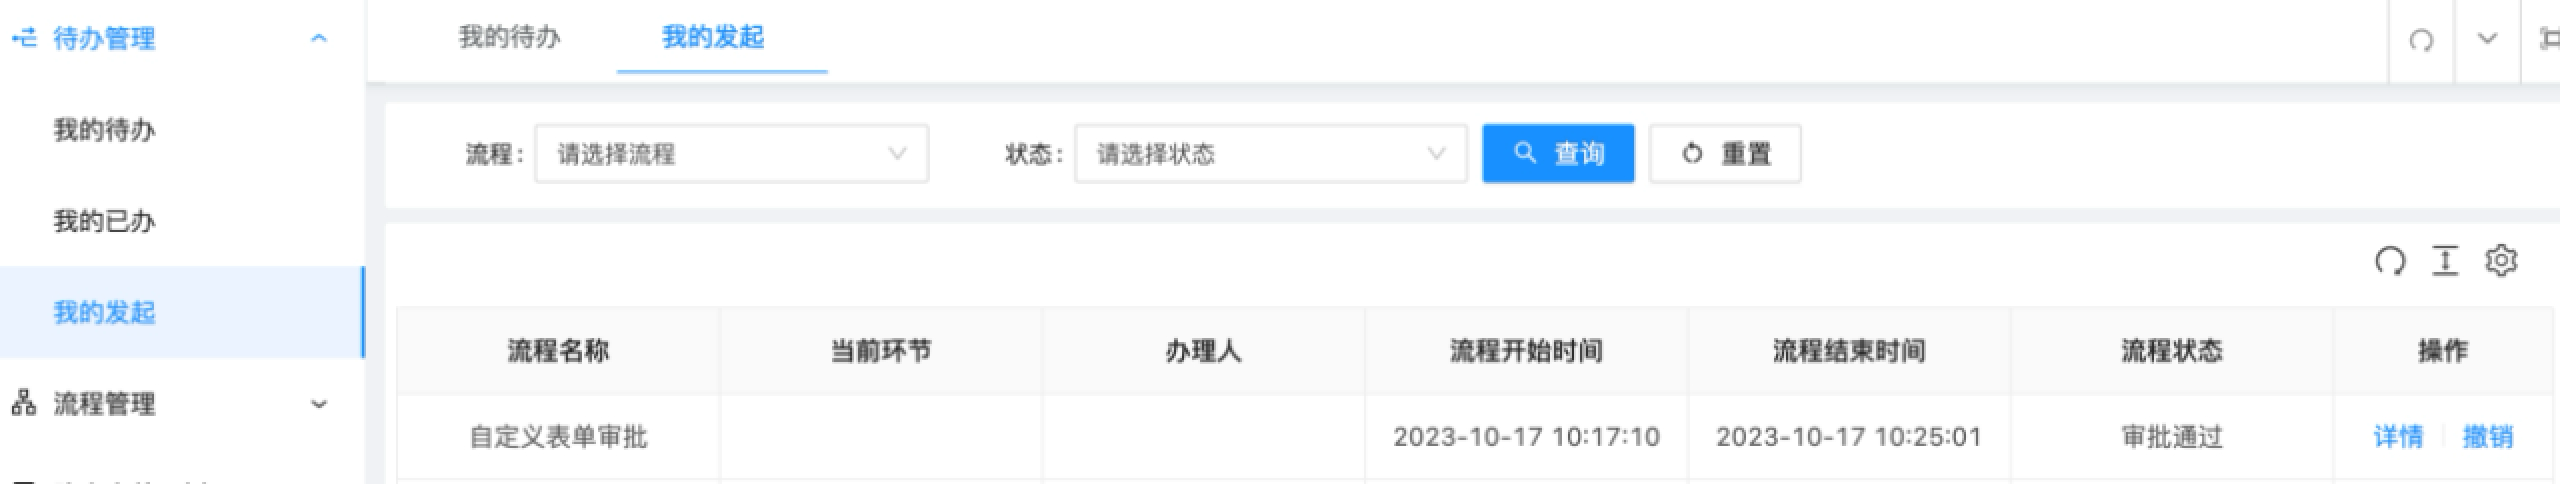 待办管理
我的待办
我的已办
我的发起
流程管理
我的待办 我的发起
流程: 请选择流程 状态: 请选择状态 查询 重置
流程名称 当前环节 办理人 流程开始时间 流程结束时间 流程状态 操作
自定义表单审批 2023-10-17 10:17:10 2023-10-17 10:25:01 审批通过 详情 撤销